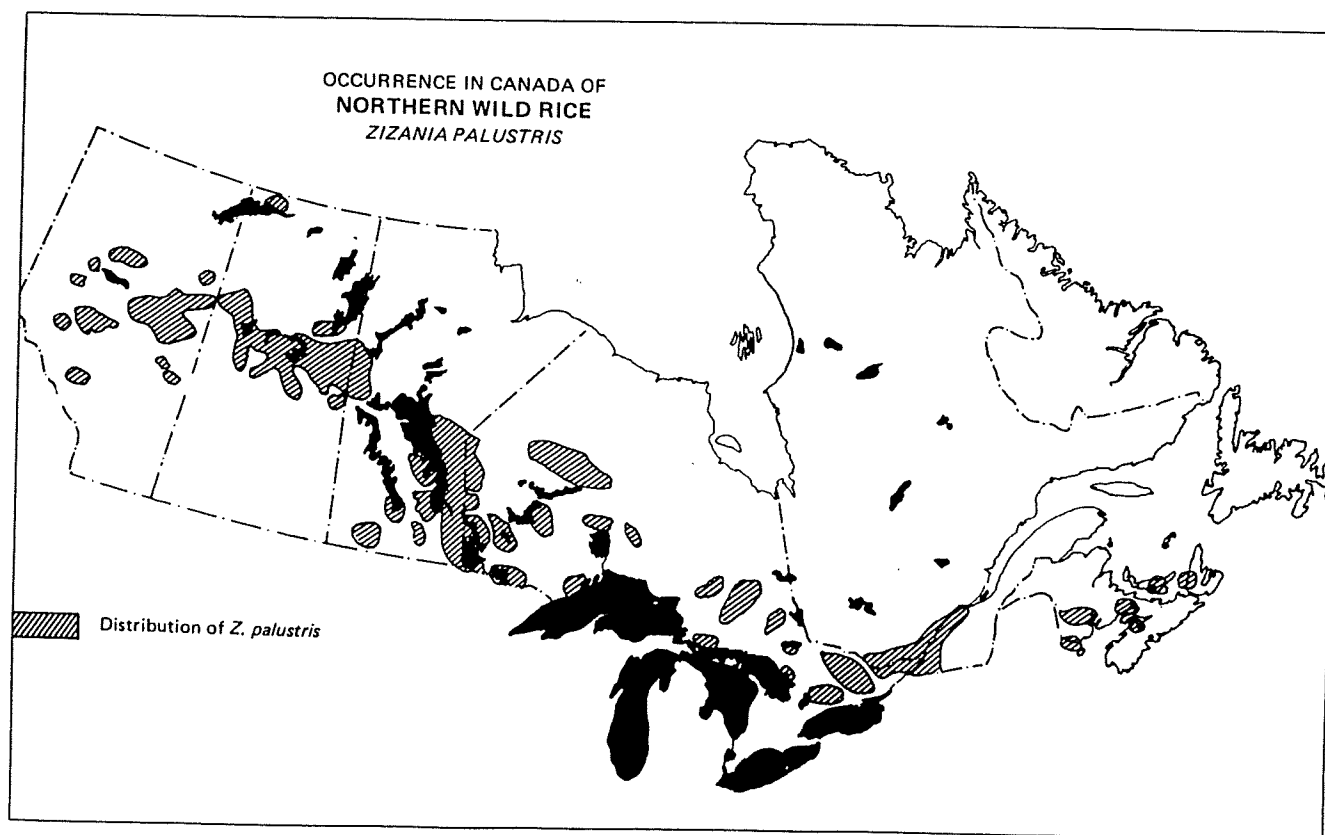 OCCURRENCE IN CANADA OF
NORTHERN WILD RICE
ZIZANIA PALUSTRIS
Distribution of Z. palustris